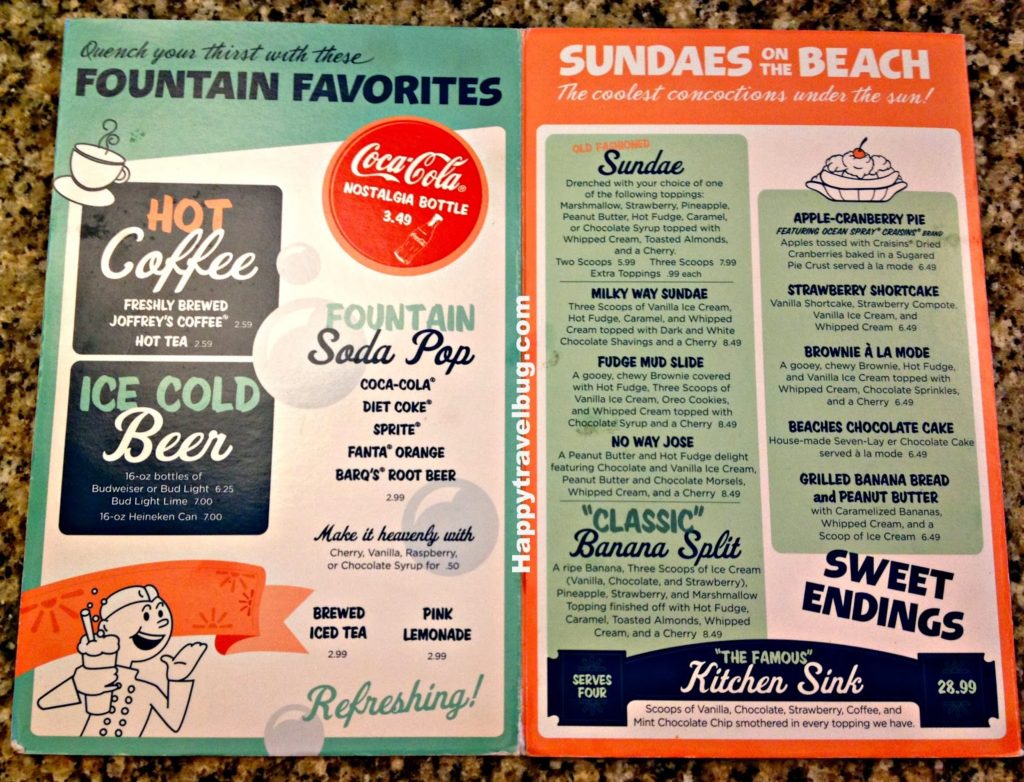 Quench your thirst with these
FOUNTAIN FAVORITES
HOT
Coffee
FRESHLY BREWED
JOFFREY'S COFFEE® 2.59
HOT TEA 2.59
ICE COLD
Beer
16-oz bottles of
Budweiser or Bud Light 6.25
Bud Light Lime 7.00
16-oz Heineken Can 7.00
Coca-Cola®
NOSTALGIA BOTTLE
3.49
FOUNTAIN
Soda Pop
COCA-COLA®
DIET COKE®
SPRITE®
FANTA® ORANGE
BARQ'S® ROOT BEER
2.99
Make it heavenly with
Cherry, Vanilla, Raspberry,
or Chocolate Syrup for .50
BREWED
ICED TEA
2.99
PINK
LEMONADE
2.99
Refreshing!
Happytravelbug.com
SUNDAES ON THE BEACH
The coolest concoctions under the sun!
OLD FASHIONED
Sundae
Drenched with your choice of one
of the following toppings:
Marshmallow, Strawberry, Pineapple,
Peanut Butter, Hot Fudge, Caramel,
or Chocolate Syrup topped with
Whipped Cream, Toasted Almonds,
and a Cherry.
Two Scoops 5.99 Three Scoops 7.99
Extra Toppings .99 each
MILKY WAY SUNDAE
Three Scoops of Vanilla Ice Cream,
Hot Fudge, Caramel, and Whipped
Cream topped with Dark and White
Chocolate Shavings and a Cherry 8.49
FUDGE MUD SLIDE
A gooey, chewy Brownie covered
with Hot Fudge, Three Scoops of
Vanilla Ice Cream, Oreo Cookies,
and Whipped Cream topped with
Chocolate Syrup and a Cherry 8.49
NO WAY JOSE
A Peanut Butter and Hot Fudge delight
featuring Chocolate and Vanilla Ice Cream,
Peanut Butter and Chocolate Morsels,
Whipped Cream, and a Cherry 8.49
"CLASSIC"
Banana Split
A ripe Banana, Three Scoops of Ice Cream
(Vanilla, Chocolate, and Strawberry),
Pineapple, Strawberry, and Marshmallow
Topping finished off with Hot Fudge,
Caramel, Toasted Almonds, Whipped
Cream, and a Cherry 8.49
APPLE-CRANBERRY PIE
FEATURING OCEAN SPRAY® CRAISINS® BRAND
Apples tossed with Craisins® Dried
Cranberries baked in a Sugared
Pie Crust served à la mode 6.49
STRAWBERRY SHORTCAKE
Vanilla Shortcake, Strawberry Compote,
Vanilla Ice Cream, and
Whipped Cream 6.49
BROWNIE À LA MODE
A gooey, chewy Brownie, Hot Fudge,
and Vanilla Ice Cream topped with
Whipped Cream, Chocolate Sprinkles,
and a Cherry 6.49
BEACHES CHOCOLATE CAKE
House-made Seven-Lay er Chocolate Cake
served à la mode 6.49
GRILLED BANANA BREAD
and PEANUT BUTTER
with Caramelized Bananas,
Whipped Cream, and a
Scoop of Ice Cream 6.49
SWEET
ENDINGS
SERVES
FOUR
"THE FAMOUS"
Kitchen Sink
28.99
Scoops of Vanilla, Chocolate, Strawberry, Coffee, and
Mint Chocolate Chip smothered in every topping we have.